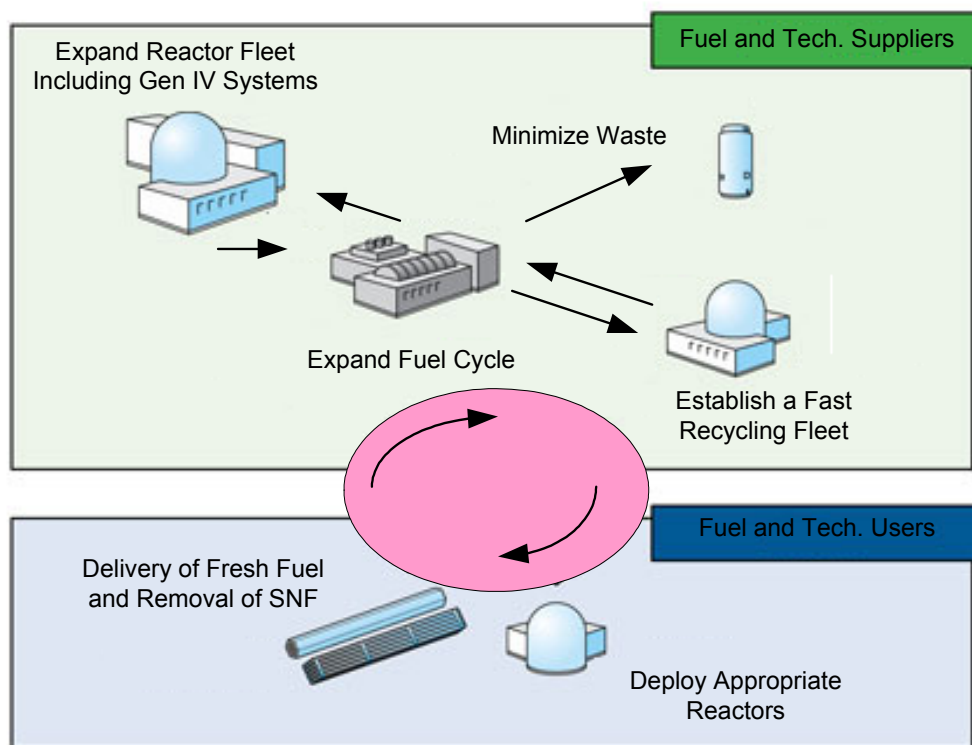 Fuel and Tech. Suppliers
Expand Reactor Fleet
Including Gen IV Systems
Minimize Waste
Expand Fuel Cycle
Establish a Fast
Recycling Fleet
Fuel and Tech. Users
Delivery of Fresh Fuel
and Removal of SNF
Deploy Appropriate
Reactors